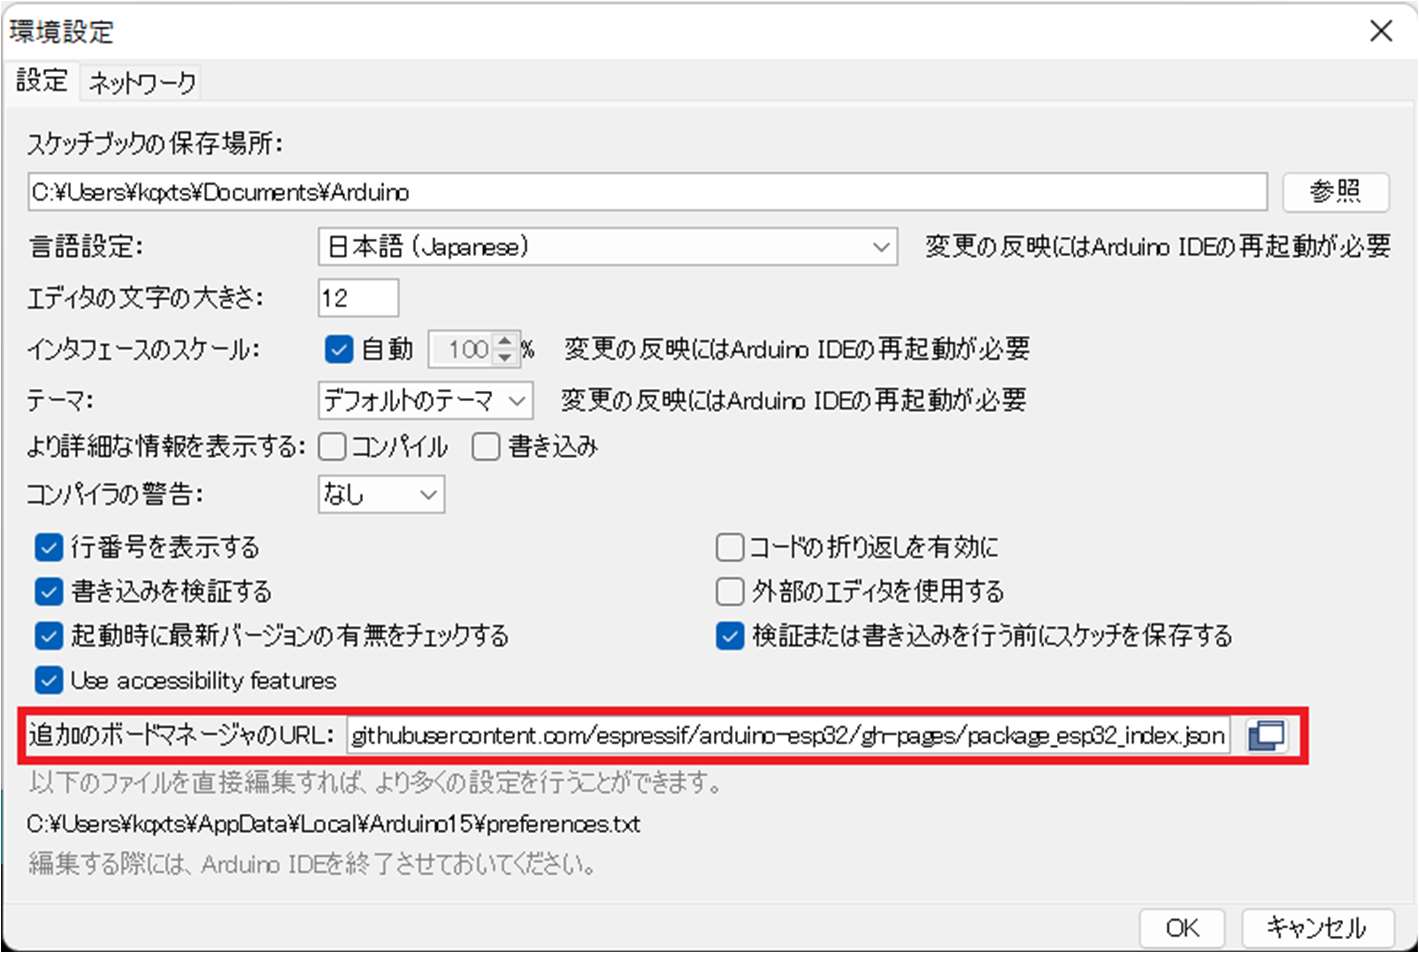 環境設定
設定 ネットワーク
スケッチブックの保存場所:
C:¥Users¥kqxts¥Documents¥Arduino 参照
言語設定: 日本語 (Japanese) 変更の反映にはArduino IDEの再起動が必要
エディタの文字の大きさ: 12
インタフェースのスケール: 自動 100 % 変更の反映にはArduino IDEの再起動が必要
テーマ: デフォルトのテーマ 変更の反映にはArduino IDEの再起動が必要
より詳細な情報を表示する: コンパイル 書き込み
コンパイラの警告: なし
行番号を表示する コードの折り返しを有効に
書き込みを検証する 外部のエディタを使用する
起動時に最新バージョンの有無をチェックする 検証または書き込みを行う前にスケッチを保存する
Use accessibility features
追加のボードマネージャのURL: githubusercontent.com/espressif/arduino-esp32/gh-pages/package_esp32_index.json
以下のファイルを直接編集すれば、より多くの設定を行うことができます。
C:¥Users¥kqxts¥AppData¥Local¥Arduino15¥preferences.txt
編集する際には、Arduino IDEを終了させておいてください。
OK キャンセル